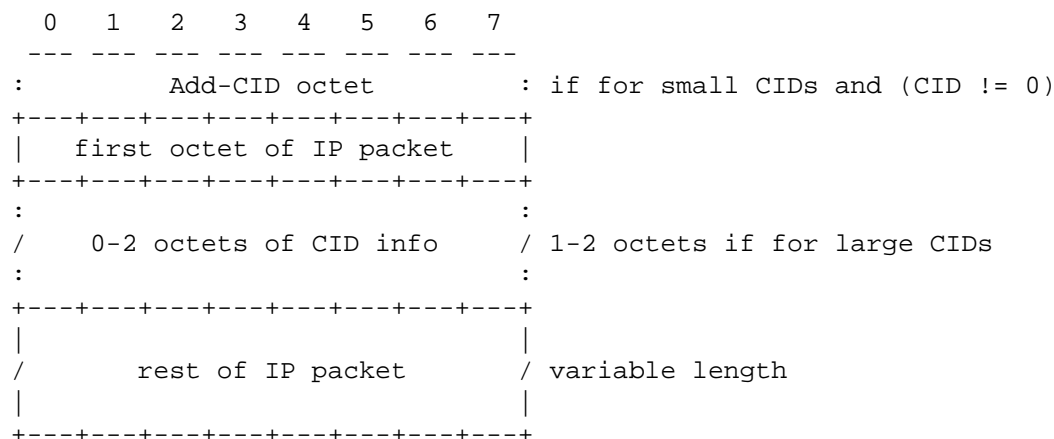 0   1   2   3   4   5   6   7
 --- --- --- --- --- --- --- ---
:         Add-CID octet         : if for small CIDs and (CID != 0)
+---+---+---+---+---+---+---+---+
|   first octet of IP packet    |
+---+---+---+---+---+---+---+---+
:                               :
/    0-2 octets of CID info     / 1-2 octets if for large CIDs
:                               :
+---+---+---+---+---+---+---+---+
|                               |
/       rest of IP packet       / variable length
|                               |
+---+---+---+---+---+---+---+---+